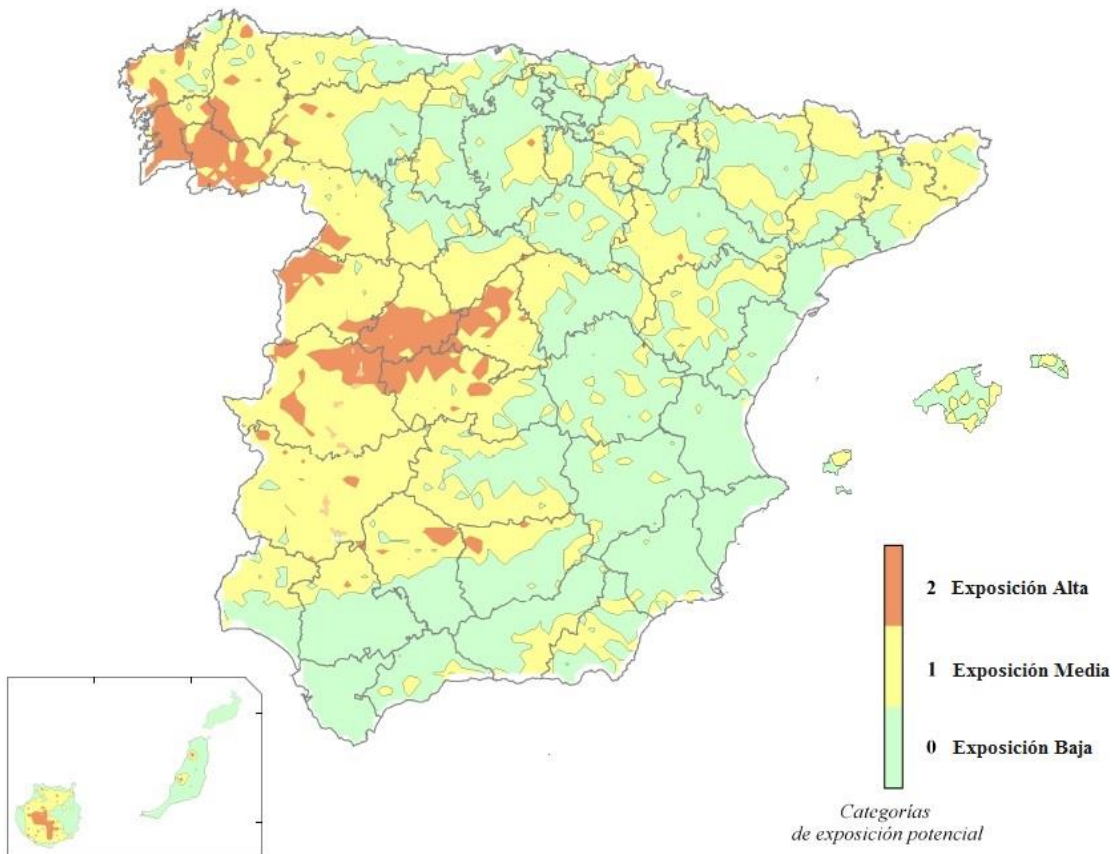 2 Exposición Alta
1 Exposición Media
0 Exposición Baja
Categorías
de exposición potencial